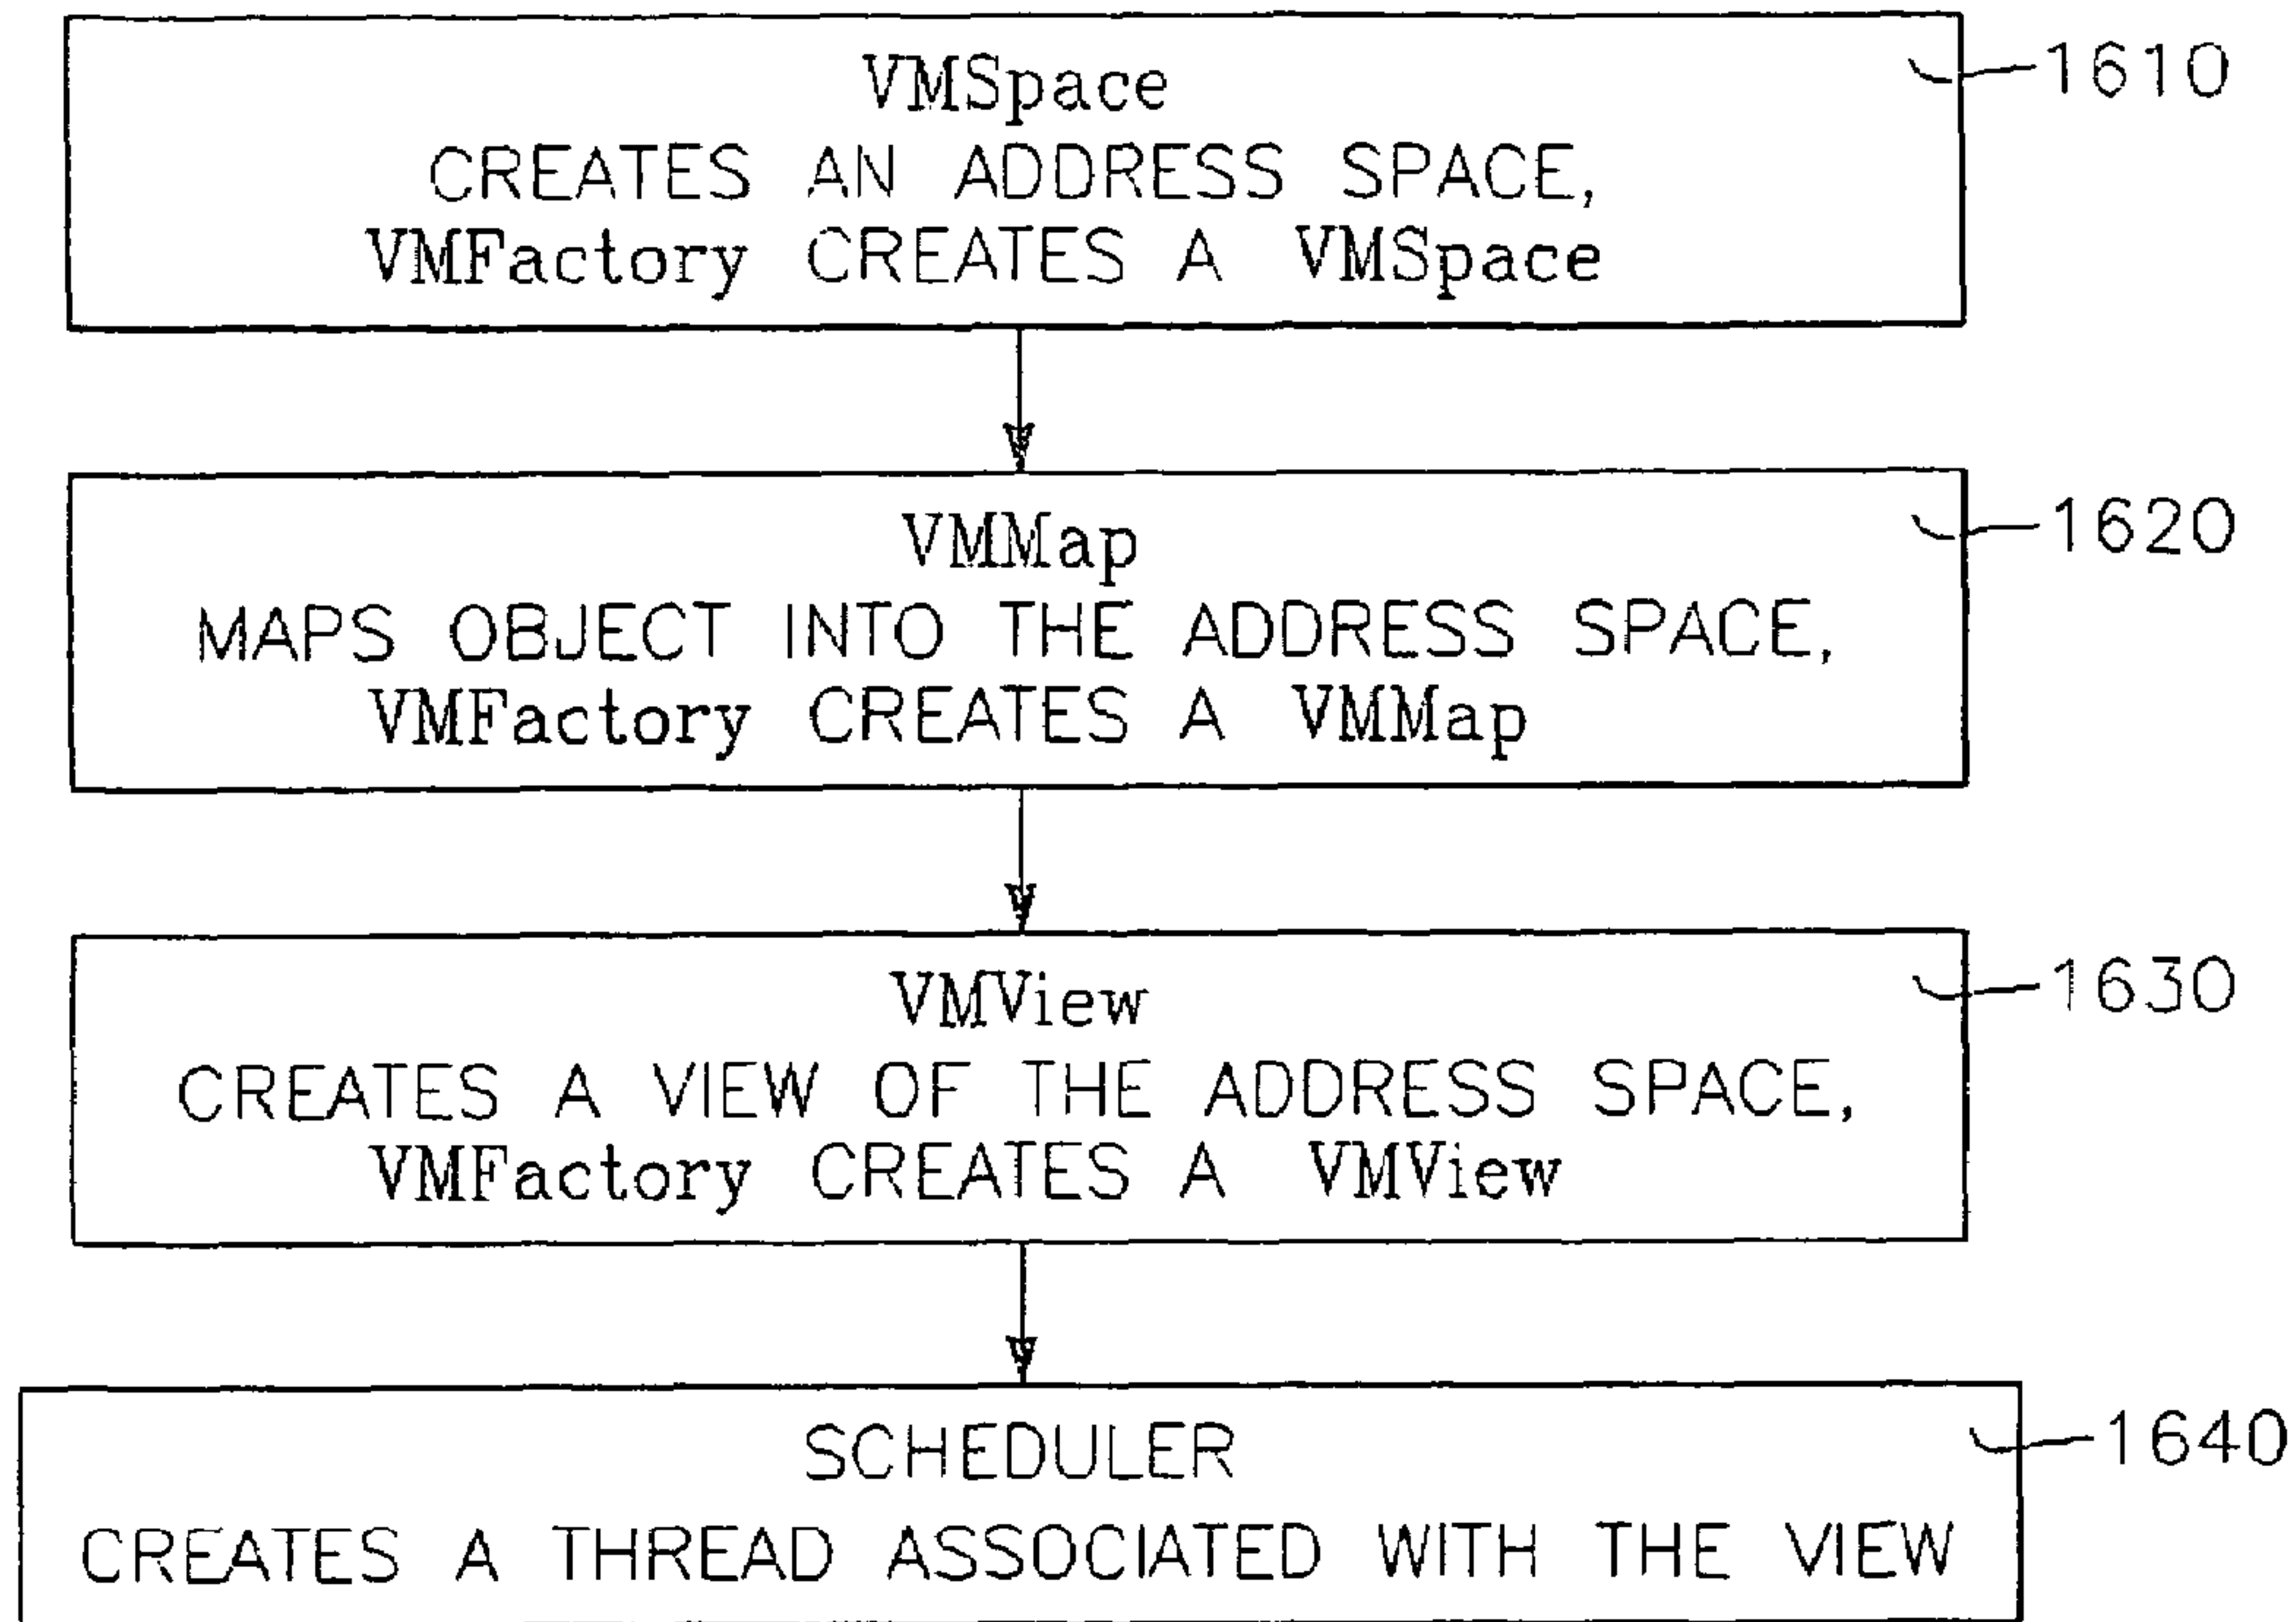 VMSpace
1610
CREATES AN ADDRESS SPACE,
VMFactory CREATES A VMSpace
VMMap
1620
MAPS OBJECT INTO THE ADDRESS SPACE,
VMFactory CREATES A VMMap
VMView
1630
CREATES A VIEW OF THE ADDRESS SPACE,
VMFactory CREATES A VMView
SCHEDULER
1640
CREATES A THREAD ASSOCIATED WITH THE VIEW